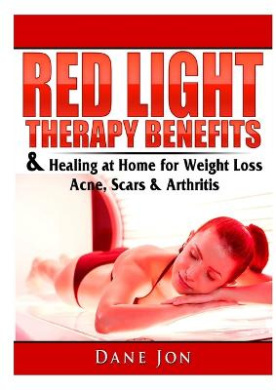 RED LIGHT
THERAPY BENEFITS
& Healing at Home for Weight Loss
Acne, Scars & Arthritis
DANE JON